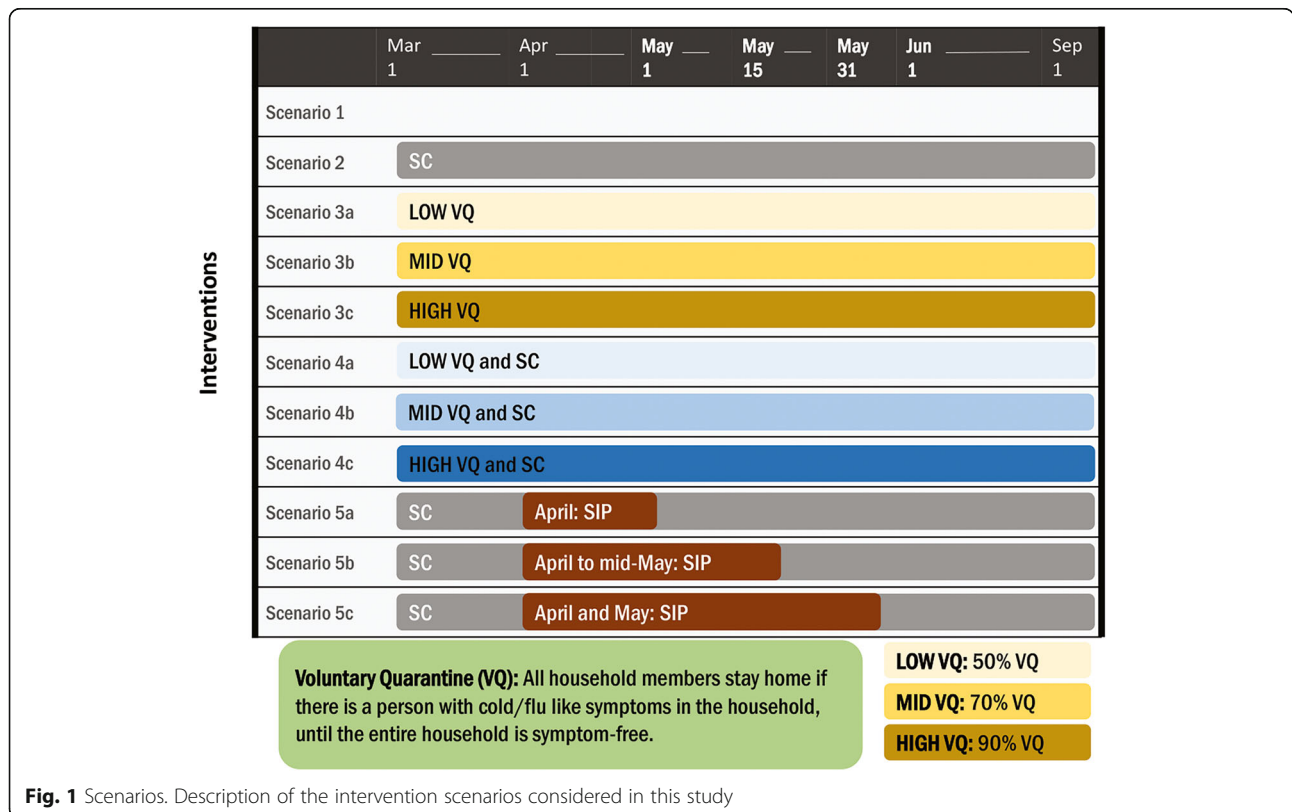 Mar ____ Apr ____ May __ May __ May Jun ____ Sep
1 1 1 15 31 1 1
Interventions
Scenario 1
Scenario 2 SC
Scenario 3a LOW VQ
Scenario 3b MID VQ
Scenario 3c HIGH VQ
Scenario 4a LOW VQ and SC
Scenario 4b MID VQ and SC
Scenario 4c HIGH VQ and SC
Scenario 5a SC April: SIP
Scenario 5b SC April to mid-May: SIP
Scenario 5c SC April and May: SIP
Voluntary Quarantine (VQ): All household members stay home if
there is a person with cold/flu like symptoms in the household,
until the entire household is symptom-free.
LOW VQ: 50% VQ
MID VQ: 70% VQ
HIGH VQ: 90% VQ
Fig. 1 Scenarios. Description of the intervention scenarios considered in this study